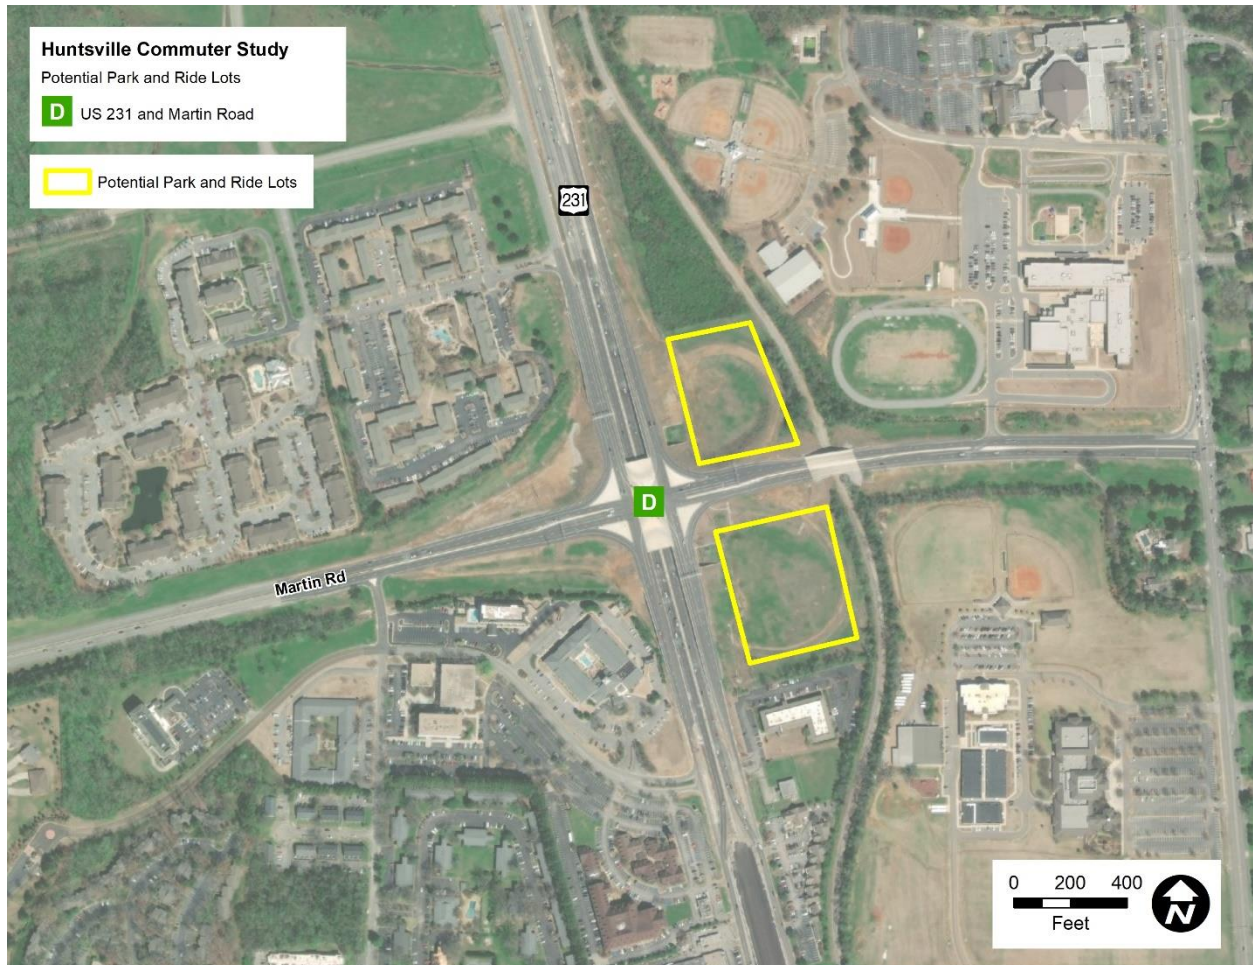 Huntsville Commuter Study
Potential Park and Ride Lots
D US 231 and Martin Road
Potential Park and Ride Lots
231
D
Martin Rd
0 200 400
Feet
N